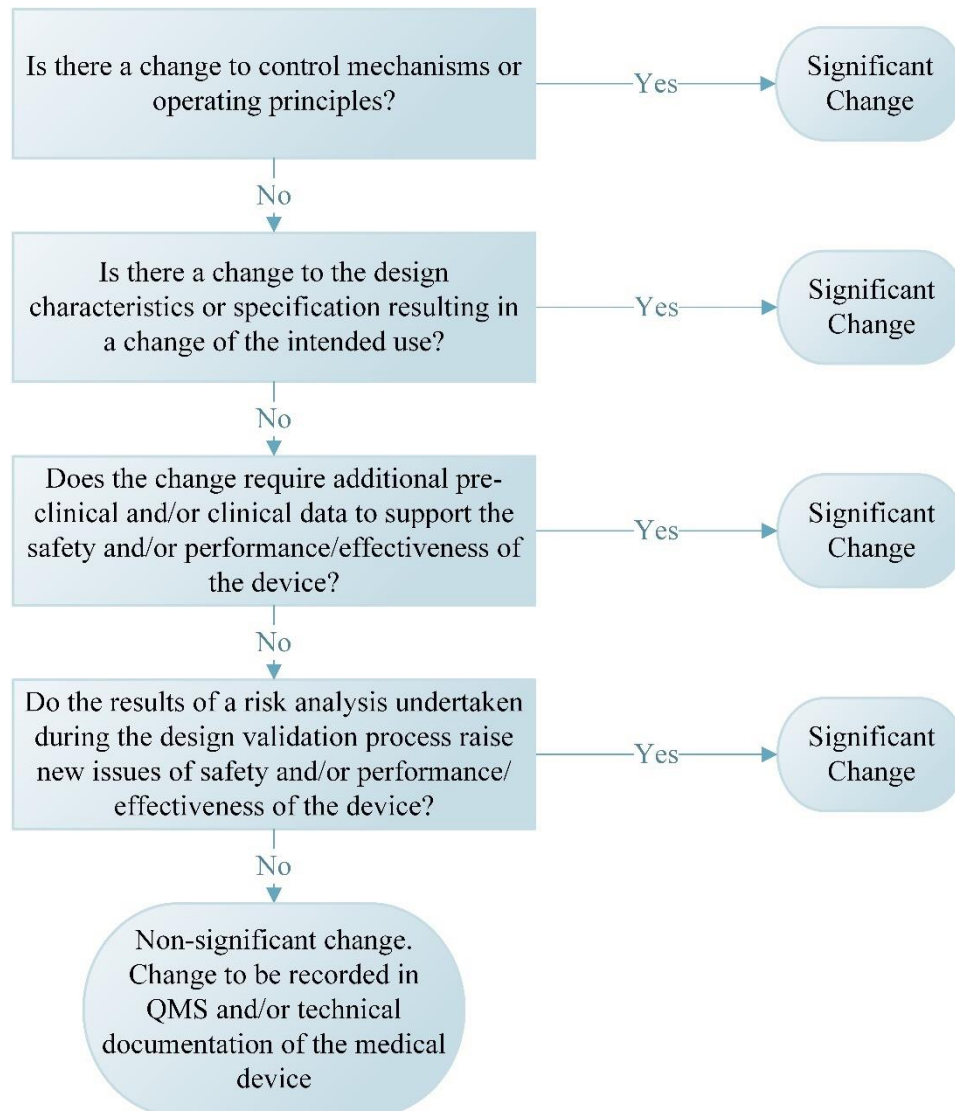 Is there a change to control mechanisms or
operating principles?
Yes
Significant
Change
No
Is there a change to the design
characteristics or specification resulting in
a change of the intended use?
Yes
Significant
Change
No
Does the change require additional pre-
clinical and/or clinical data to support the
safety and/or performance/effectiveness of
the device?
Yes
Significant
Change
No
Do the results of a risk analysis undertaken
during the design validation process raise
new issues of safety and/or performance/
effectiveness of the device?
Yes
Significant
Change
No
Non-significant change.
Change to be recorded in
QMS and/or technical
documentation of the medical
device